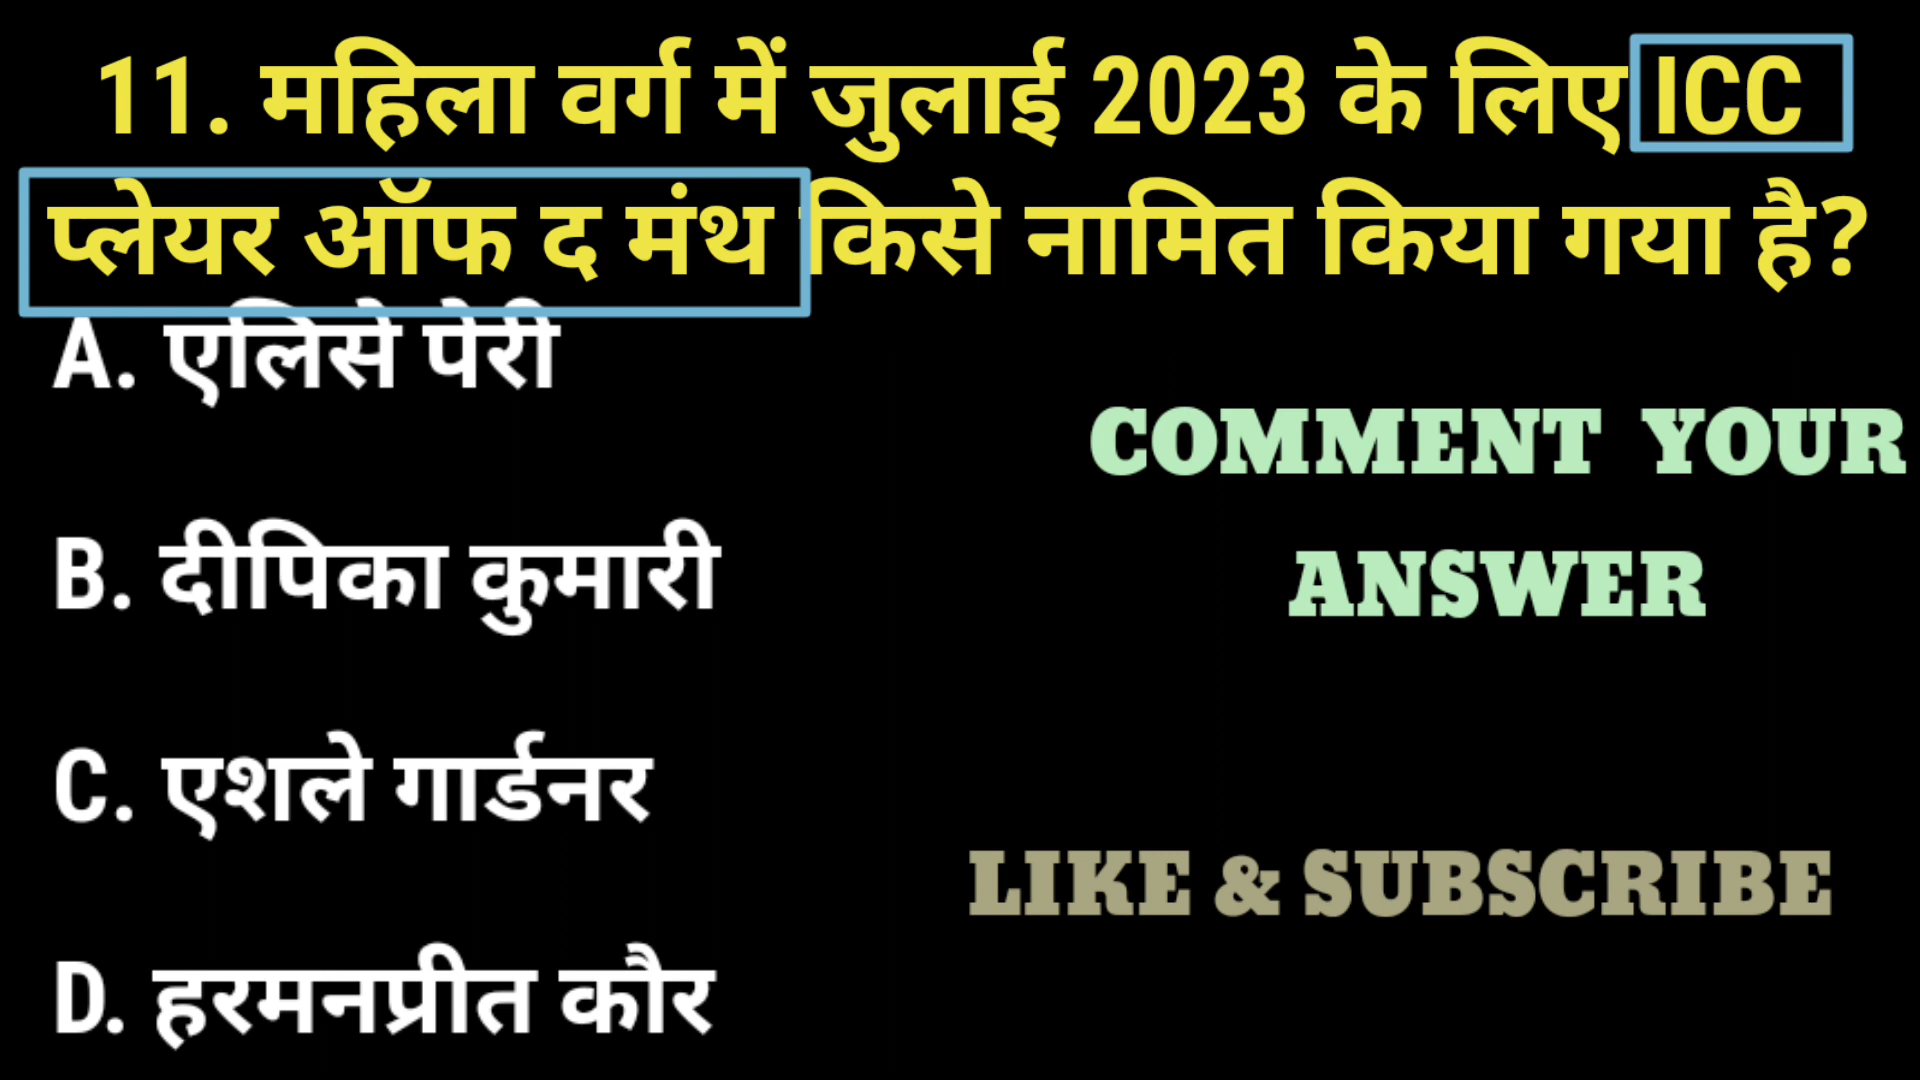 11. महिला वर्ग में जुलाई 2023 के लिए ICC
प्लेयर ऑफ द मंथ किसे नामित किया गया है?
A. एलिसे पेरी
COMMENT YOUR
ANSWER
B. दीपिका कुमारी
C. एशले गार्डनर
LIKE & SUBSCRIBE
D. हरमनप्रीत कौर